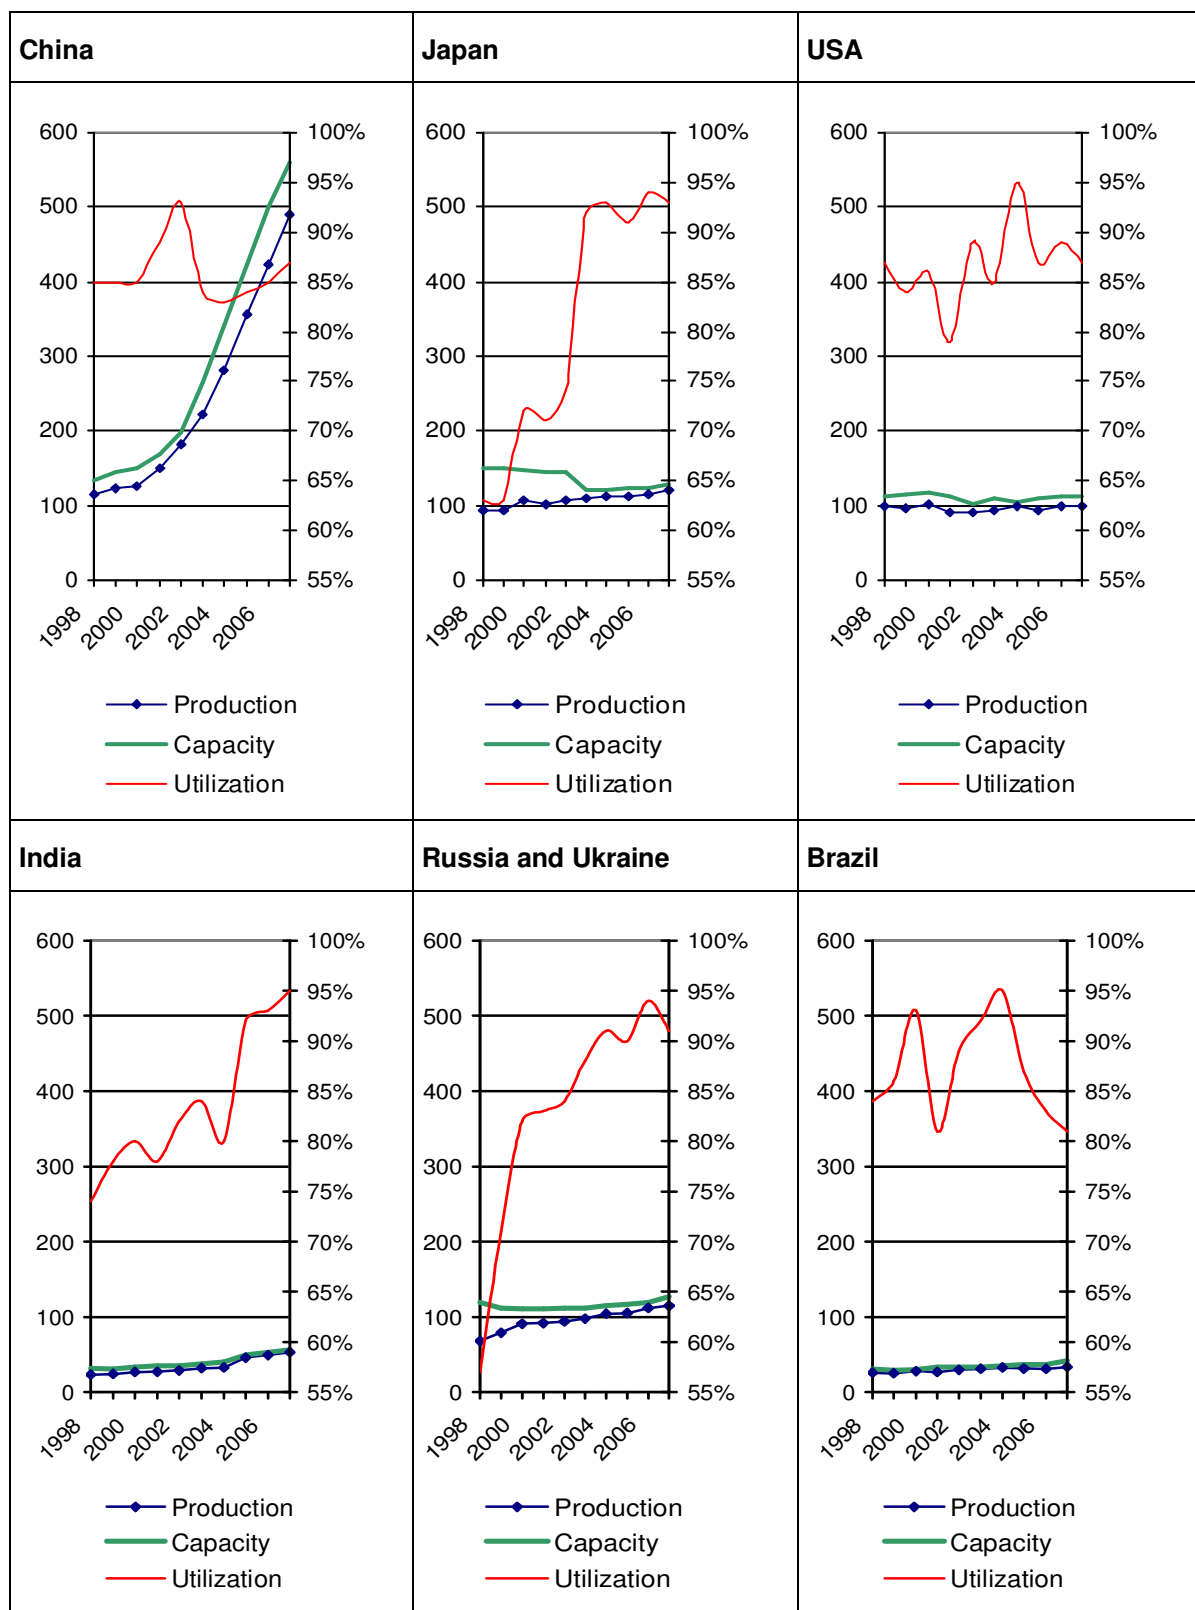 China Japan USA
600 100% 600 100% 600 100%
95% 95% 95%
500 500 500
90% 90% 90%
400 85% 400 85% 400 85%
80% 80% 80%
300 300 300
75% 75% 75%
200 70% 200 70% 200 70%
65% 65% 65%
100 100 100
60% 60% 60%
0 55% 0 55% 0 55%
1998 2000 2002 2004 2006 1998 2000 2002 2004 2006 1998 2000 2002 2004 2006
Production Production Production
Capacity Capacity Capacity
Utilization Utilization Utilization
India Russia and Ukraine Brazil
600 100% 600 100% 600 100%
95% 95% 95%
500 500 500
90% 90% 90%
400 85% 400 85% 400 85%
80% 80% 80%
300 300 300
75% 75% 75%
200 70% 200 70% 200 70%
65% 65% 65%
100 100 100
60% 60% 60%
0 55% 0 55% 0 55%
1998 2000 2002 2004 2006 1998 2000 2002 2004 2006 1998 2000 2002 2004 2006
Production Production Production
Capacity Capacity Capacity
Utilization Utilization Utilization